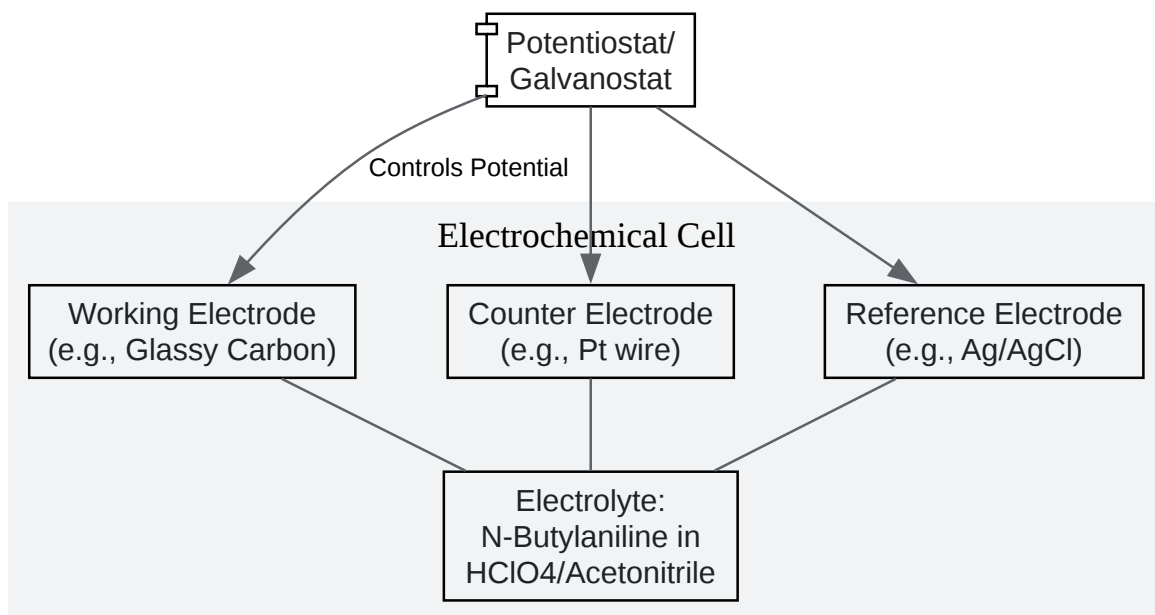 Potentiostat/
Galvanostat
Controls Potential
Electrochemical Cell
Working Electrode
(e.g., Glassy Carbon)
Counter Electrode
(e.g., Pt wire)
Reference Electrode
(e.g., Ag/AgCl)
Electrolyte:
N-Butylaniline in
HClO4/Acetonitrile